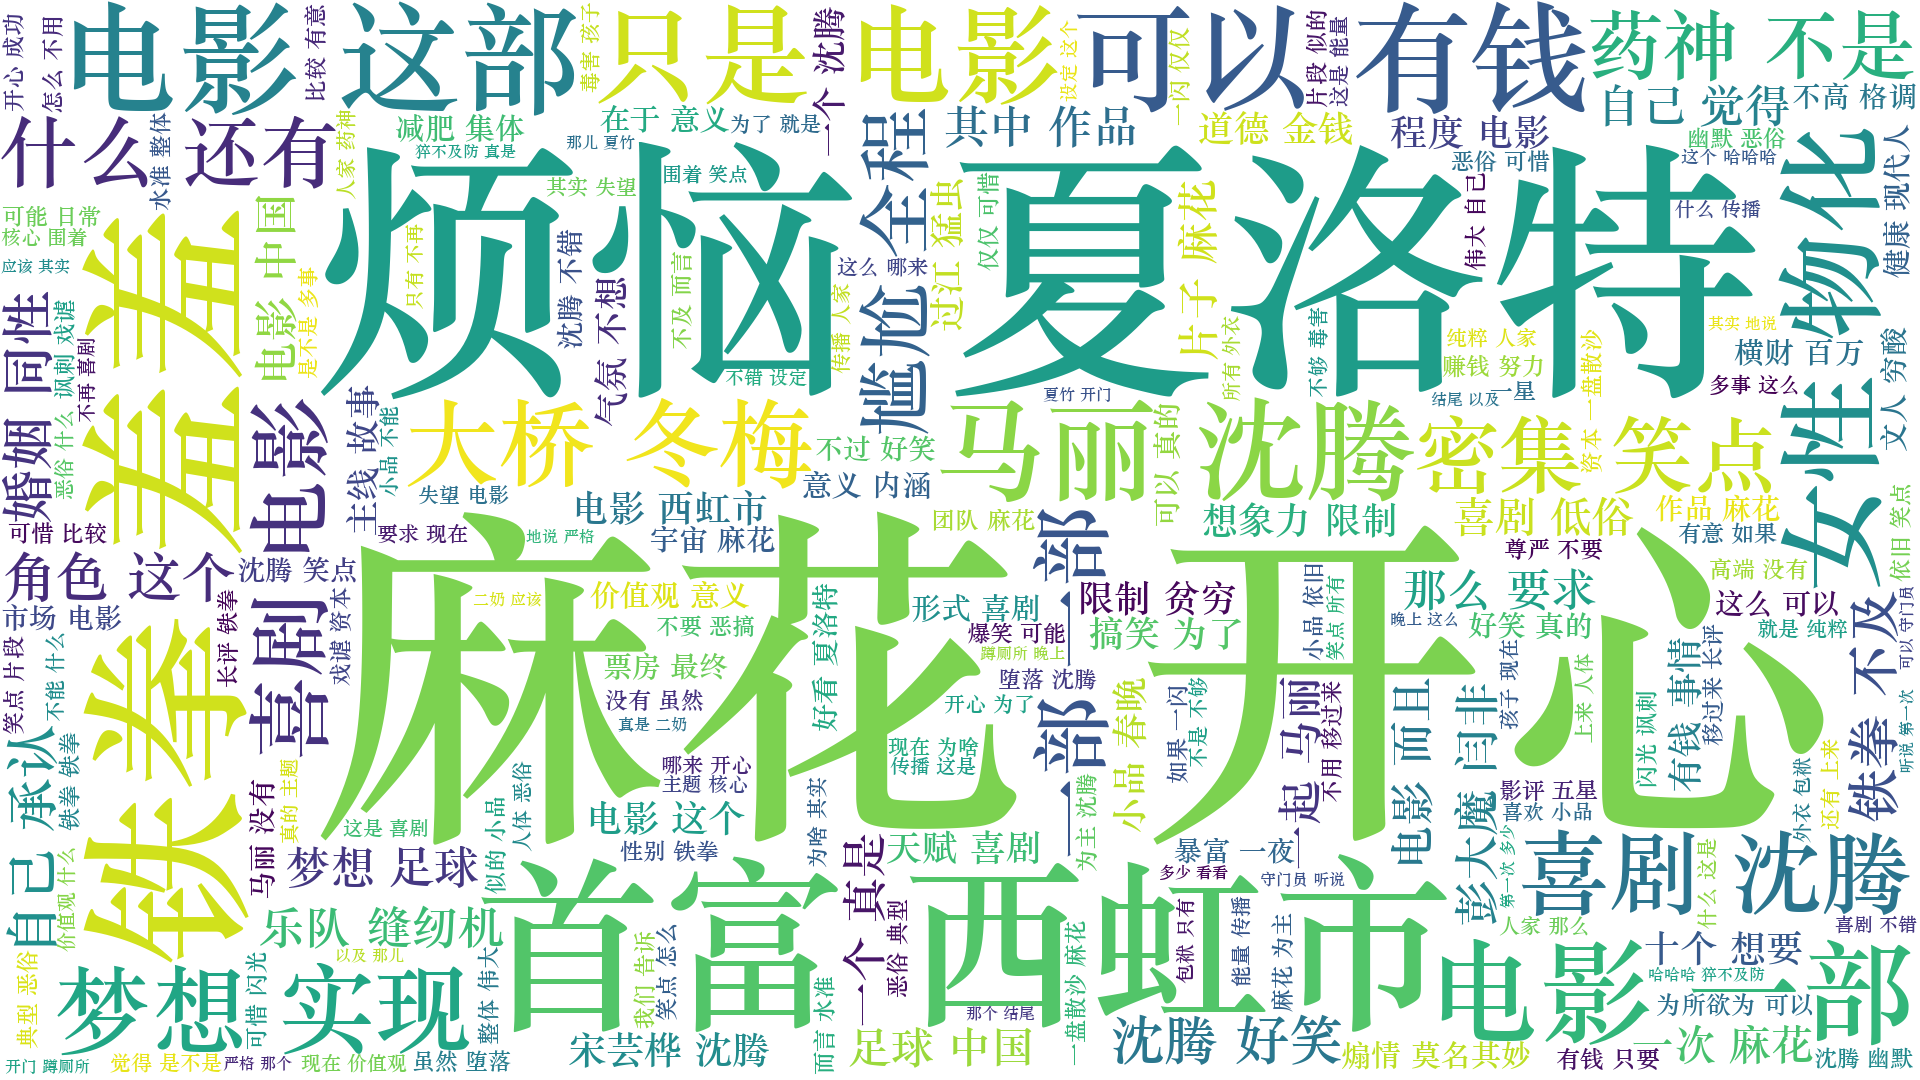 电影 这部
只是 电影
可以 有钱
药神 不是
开心 成功
怎么 不用
比较 有意
毒害 孩子
一个 沈腾
设定 这个
一闪 仅仅
片段 似的
这是 能量
自己 觉得
不高 格调
什么 还有
水准 整体
减肥 集体
在于 意义
为了 就是
其中 作品
道德 金钱
程度 电影
幽默 恶俗
人家 药神
猝不及防 真是
那儿 夏竹
全程 尴尬
恶俗 可惜
这个 哈哈哈
其实 失望
围着 笑点
烦恼 夏洛特
女性 物化
健康 现代人
可能 日常
核心 围着
应该 其实
羞羞 铁拳
电影 中国
是不是 多事
气氛 不想
沈腾 不错
只有 不再
不及 而言
不错 设定
这么 哪来
传播 人家
过江 猛虫
仅仅 可惜
片子 麻花
所有 外衣
伟大 自己
不够 毒害
什么 传播
纯粹 人家
赚钱 努力
其实 地说
横财 百万
多事 这么
文人 穷酸
一盘散沙
资本
结尾 以及
一星
夏竹 开门
婚姻 同性
讽刺 戏谑
不再 喜剧
恶俗 什么
喜剧 电影
主线 故事
小品 不能
大桥 冬梅
不过 好笑
马丽 沈腾
可以 真的
密集 笑点
失望 电影
电影 西虹市
意义 内涵
团队 麻花
一部 一部
想象力 限制
喜剧 低俗
作品 麻花
有意 如果
依旧 笑点
可惜 比较
要求 现在
地说 严格
宇宙 麻花
尊严 不要
高端 没有
角色 这个
沈腾 笑点
麻花 开心
二奶 应该
价值观 意义
形式 喜剧
限制 贫穷
那么 要求
这么 可以
市场 电影
长评 铁拳
戏谑 资本
不要 恶搞
好看 夏洛特
爆笑 可能
搞笑 为了
小品 依旧
笑点 所有
晚上 这么
好笑 真的
就是 纯粹
不及 铁拳
可以 守门员
听说 第一次
笑点 片段
不能 什么
票房 最终
蹲厕所 晚上
堕落 沈腾
没有 虽然
真是 二奶
开心 为了
小品 春晚
如果 一闪
不是 不够
一起 马丽
不用 移过来
电影 而且
闫非
彭大魔
孩子 现在
上来 人体
闪光 讽刺
有钱 事情
移过来 长评
承认 自己
铁拳 铁拳
马丽 没有
真的 主题
现在 为啥
传播 这是
哪来 开心
主题 核心
影评 五星
喜欢 小品
外衣 包袱
还有 上来
价值观 什么
这是 喜剧
电影 这个
似的 小品
人体 恶俗
为啥 其实
一个 真是
天赋 喜剧
为主 沈腾
暴富 一夜
喜剧 沈腾
梦想 足球
性别 铁拳
多少 看看
守门员 听说
第一次 多少
什么 这是
人家 那么
喜剧 不错
乐队 缝纫机
首富 西虹市
恶俗 典型
包袱 只有
能量 传播
麻花 为主
电影 一部
十个 想要
哈哈哈 猝不及防
为所欲为 可以
典型 恶俗
梦想 实现
可惜 闪光
以及 那儿
整体 伟大
我们 告诉
笑点 怎么
而言 水准
那个 结尾
一盘散沙 麻花
宋芸桦 沈腾
足球 中国
沈腾 好笑
煽情 莫名其妙
一次 麻花
有钱 只要
沈腾 幽默
开门 蹲厕所
觉得 是不是
严格 那个
现在 价值观
虽然 堕落